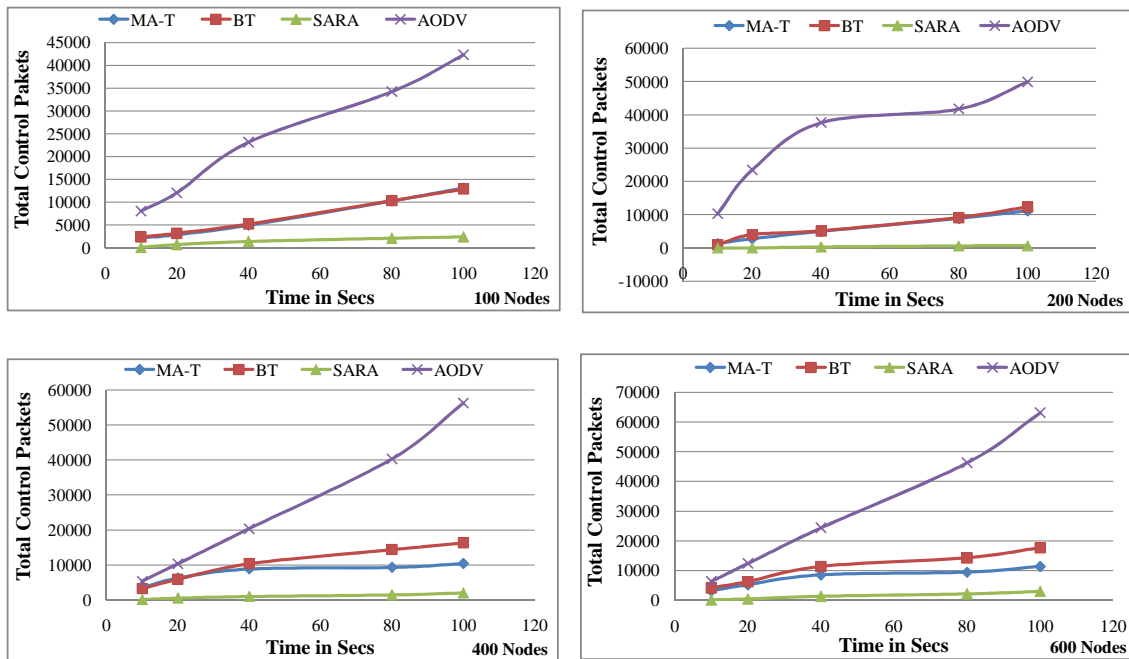 MA-T BT SARA AODV
45000
40000
35000
30000
25000
20000
15000
10000
5000
0
Total Control Pakets
0 20 40 60 80 100 120
Time in Secs
100 Nodes
MA-T BT SARA AODV
60000
50000
40000
30000
20000
10000
0
-10000
Total Control Packets
0 20 40 60 80 100 120
Time in Secs
200 Nodes
MA-T BT SARA AODV
60000
50000
40000
30000
20000
10000
0
Total Control Packets
0 20 40 60 80 100 120
Time in Secs
400 Nodes
MA-T BT SARA AODV
70000
60000
50000
40000
30000
20000
10000
0
Total Control Packets
0 20 40 60 80 100 120
Time in Secs
600 Nodes